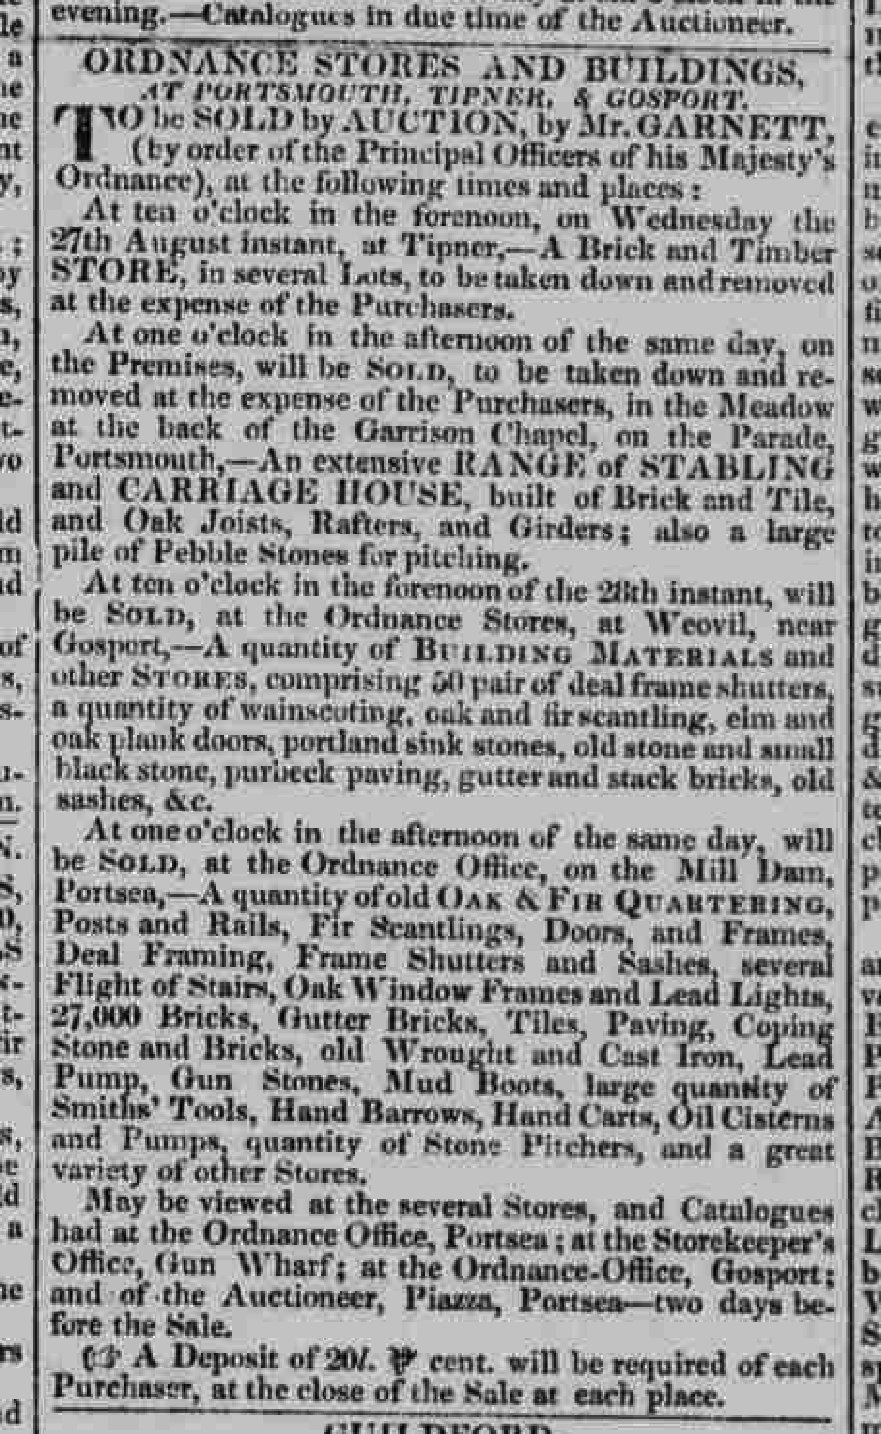 evening.—Catalogues in due time of the Auctioneer.
ORDNANCE STORES AND BUILDINGS,
AT PORTSMOUTH, TIPNER, & GOSPORT.
TO be SOLD by AUCTION, by Mr. GARNETT,
(by order of the Principal Officers of his Majesty's
Ordnance), at the following times and places:
At ten o'clock in the forenoon, on Wednesday the
27th August instant, at Tipner,—A Brick and Timber
STORE, in several Lots, to be taken down and removed
at the expense of the Purchasers.
At one o'clock in the afternoon of the same day, on
the Premises, will be SOLD, to be taken down and re-
moved at the expense of the Purchasers, in the Meadow
at the back of the Garrison Chapel, on the Parade,
Portsmouth,—An extensive RANGE of STABLING
and CARRIAGE HOUSE, built of Brick and Tile,
and Oak Joists, Rafters, and Girders; also a large
pile of Pebble Stones for pitching.
At ten o'clock in the forenoon of the 28th instant, will
be SOLD, at the Ordnance Stores, at Weovil, near
Gosport,—A quantity of BUILDING MATERIALS and
other STORES, comprising 50 pair of deal frame shutters,
a quantity of wainscoting, oak and fir scantling, elm and
oak plank doors, portland sink stones, old stone and small
black stone, purbeck paving, gutter and stack bricks, old
sashes, &c.
At one o'clock in the afternoon of the same day, will
be SOLD, at the Ordnance Office, on the Mill Dam,
Portsea,—A quantity of old OAK & FIR QUARTERING,
Posts and Rails, Fir Scantlings, Doors, and Frames,
Deal Framing, Frame Shutters and Sashes, several
Flight of Stairs, Oak Window Frames and Lead Lights,
27,000 Bricks, Gutter Bricks, Tiles, Paving, Coping
Stone and Bricks, old Wrought and Cast Iron, Lead
Pump, Gun Stones, Mud Boots, large quantity of
Smiths' Tools, Hand Barrows, Hand Carts, Oil Cisterns
and Pumps, quantity of Stone Pitchers, and a great
variety of other Stores.
May be viewed at the several Stores, and Catalogues
had at the Ordnance Office, Portsea; at the Storekeeper's
Office, Gun Wharf; at the Ordnance-Office, Gosport;
and of the Auctioneer, Piazza, Portsea—two days be-
fore the Sale.
☞ A Deposit of 20l. ⅌ cent. will be required of each
Purchaser, at the close of the Sale at each place.
GUILDFORD